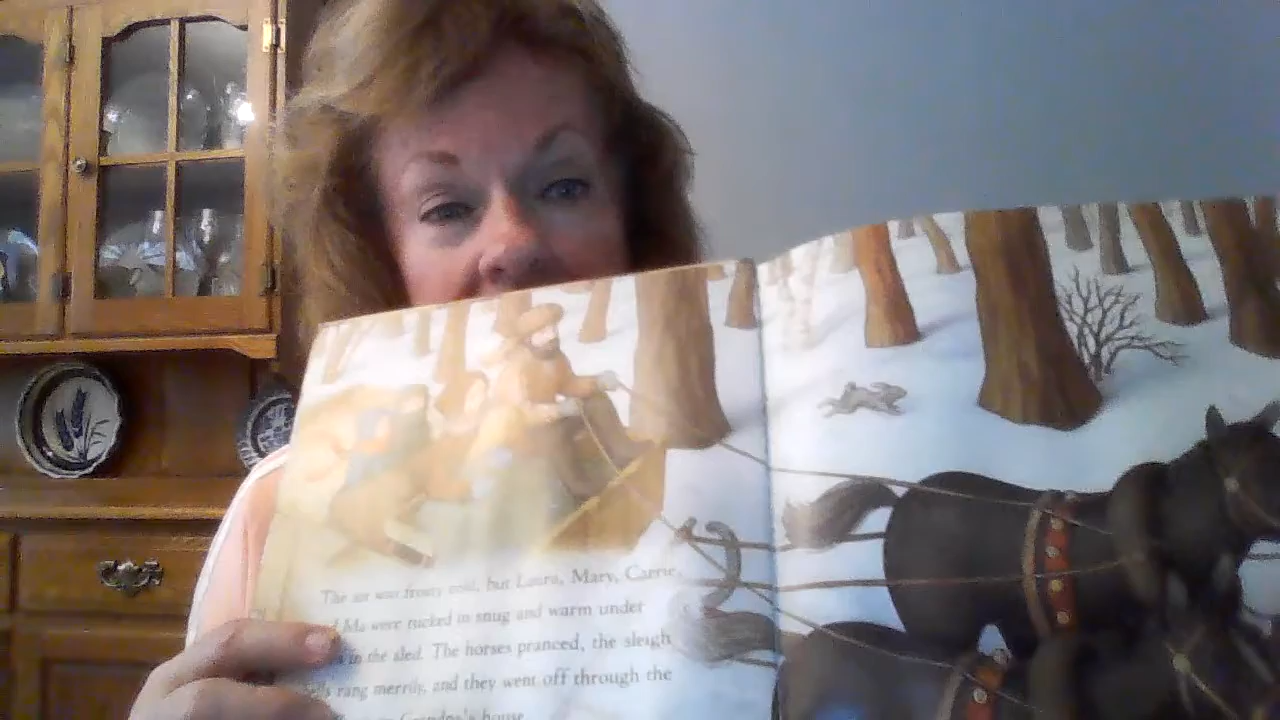 The air was frosty cold, but Laura, Mary, Carrie,
d Ma were tucked in snug and warm under
in the sled. The horses pranced, the sleigh
rang merrily, and they went off through the
Grandpa's house